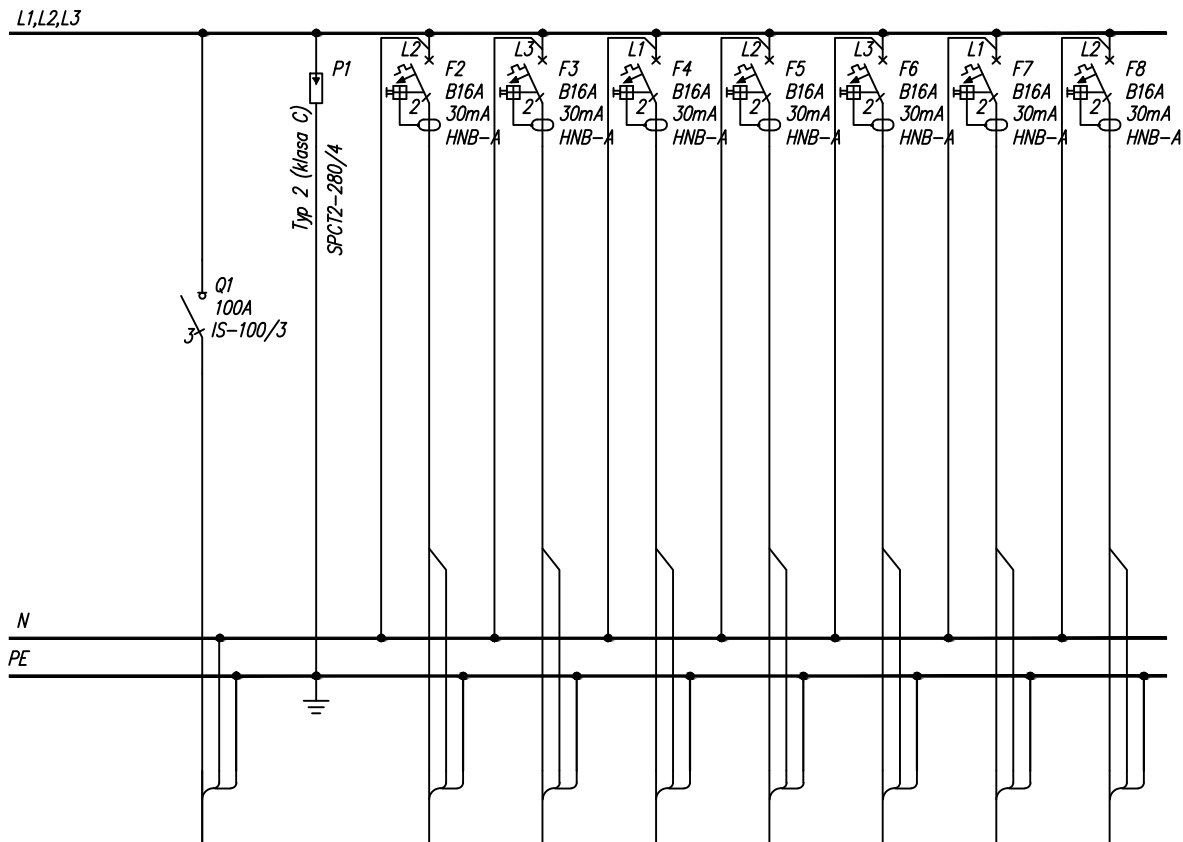 L1,L2,L3
P1
Typ 2 (klasa C)
SPCT2-280/4
Q1
100A
3 IS-100/3
L2
F2
B16A
2 30mA
HNB-A
L3
F3
B16A
2 30mA
HNB-A
L1
F4
B16A
2 30mA
HNB-A
L2
F5
B16A
2 30mA
HNB-A
L3
F6
B16A
2 30mA
HNB-A
L1
F7
B16A
2 30mA
HNB-A
L2
F8
B16A
2 30mA
HNB-A
N
PE